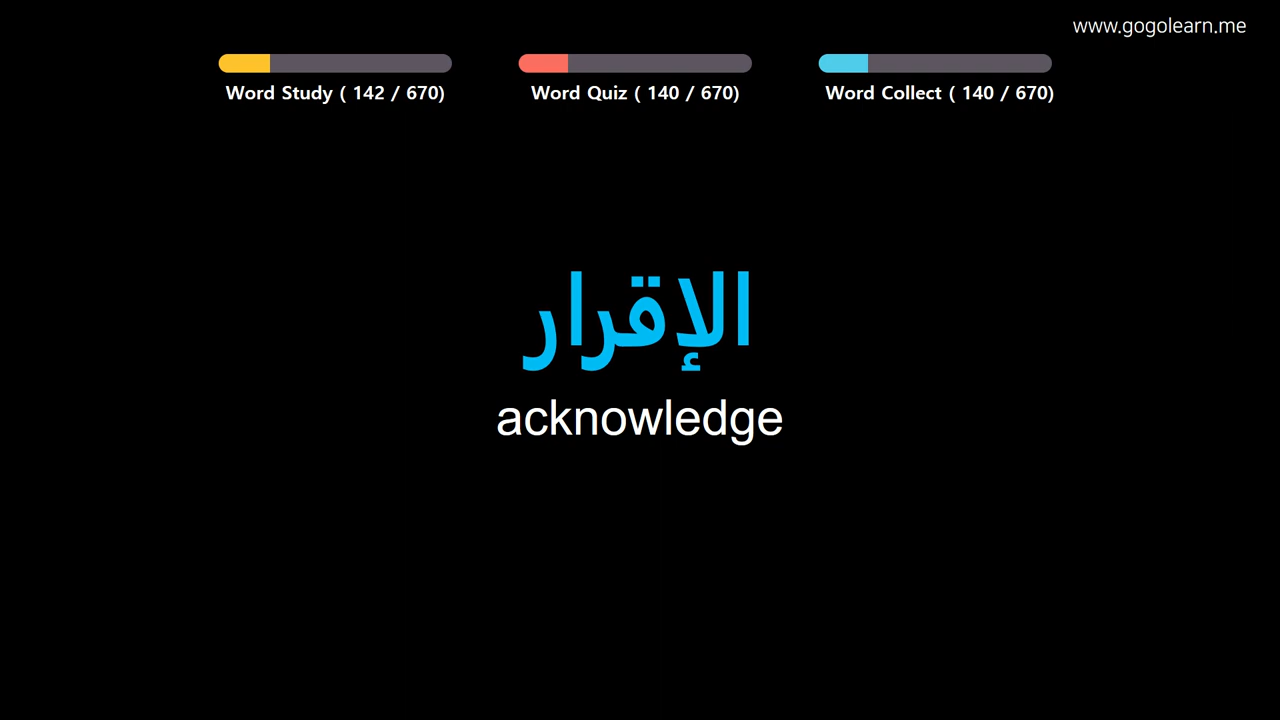 www.gogolearn.me
Word Study ( 142 / 670)
Word Quiz ( 140 / 670)
Word Collect ( 140 / 670)
الإقرار
acknowledge